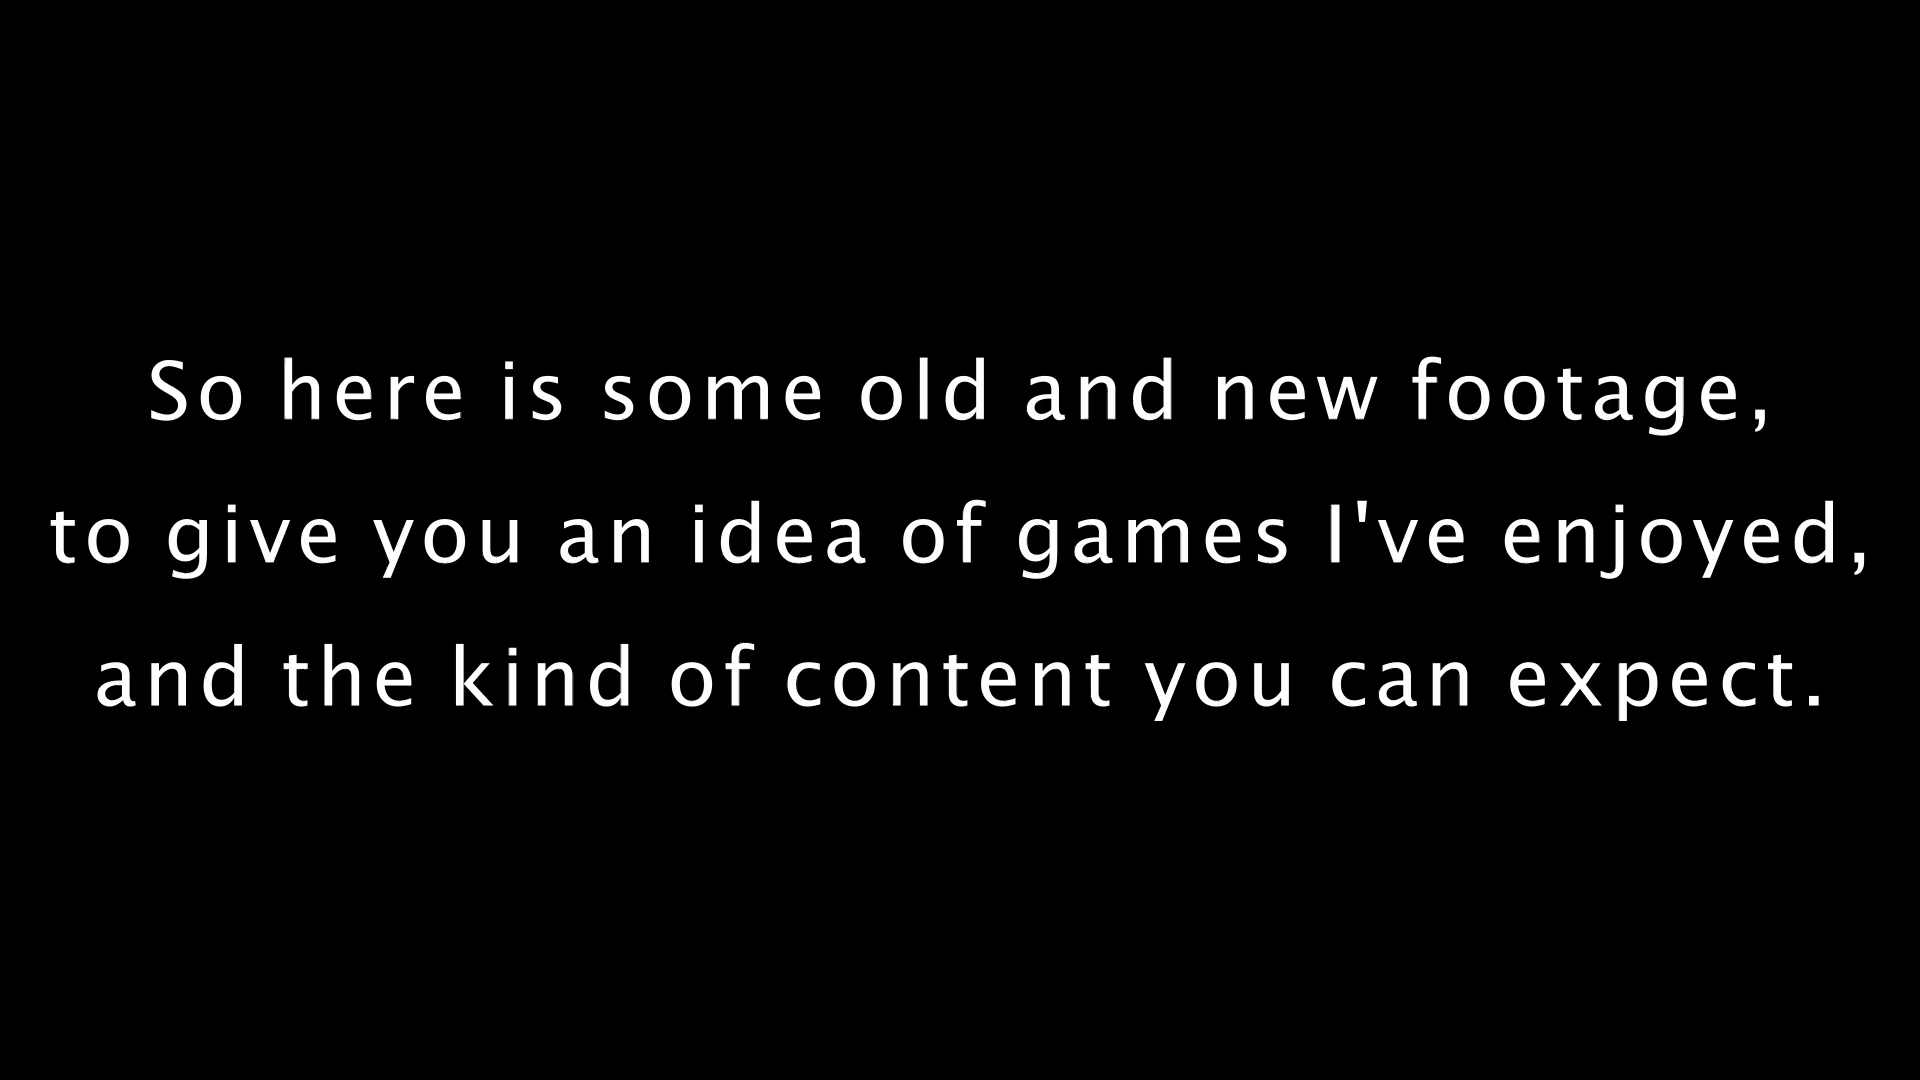 So here is some old and new footage,
to give you an idea of games I've enjoyed,
and the kind of content you can expect.